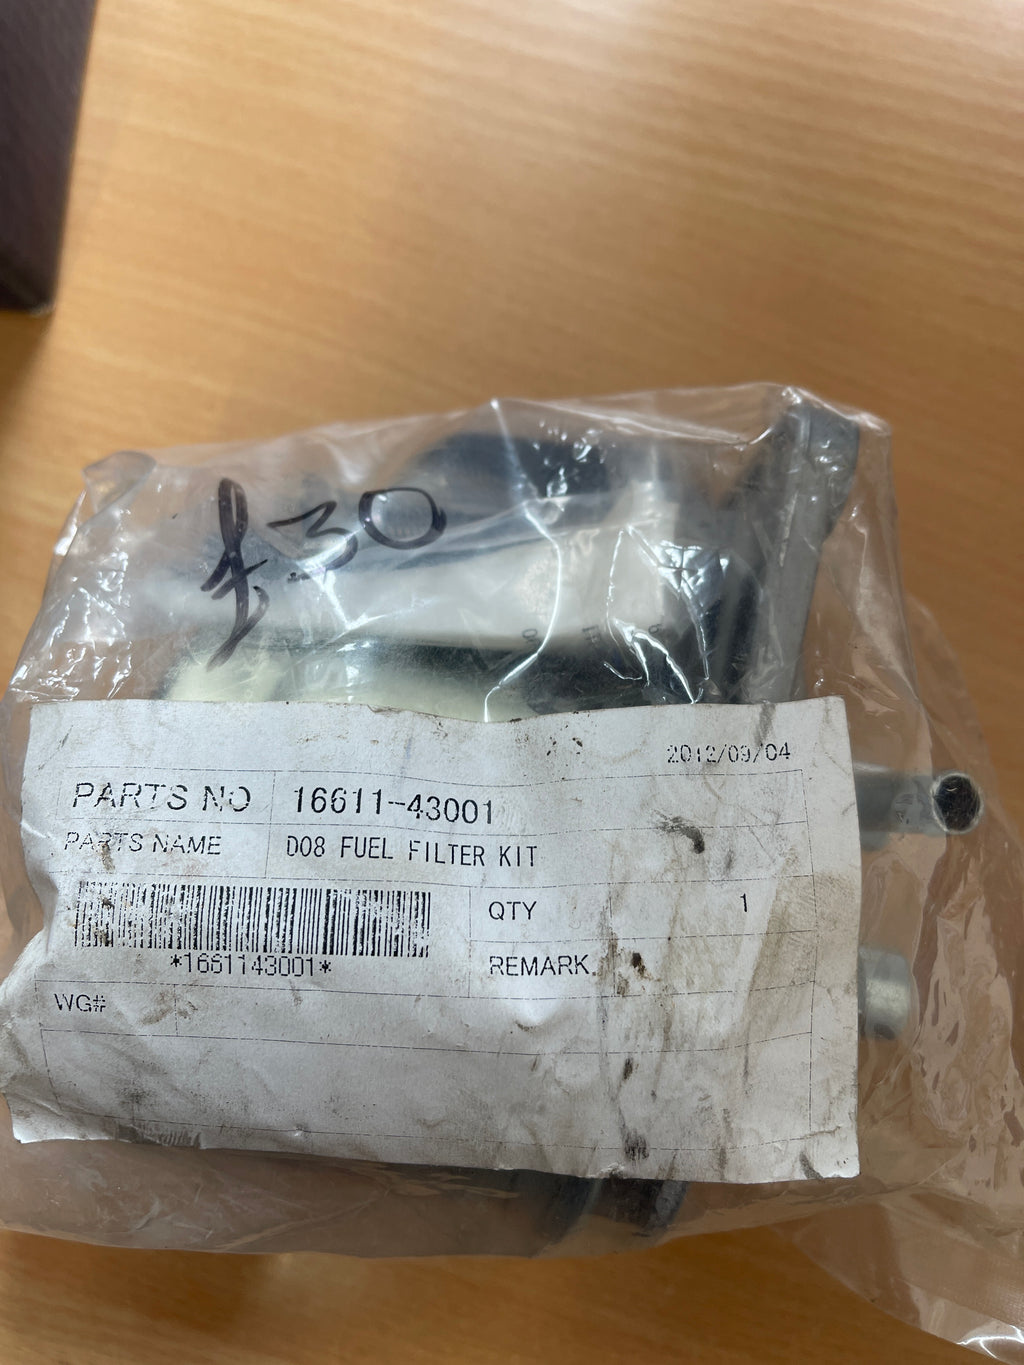 £30
2012/09/04
PARTS NO 16611-43001
PARTS NAME D08 FUEL FILTER KIT
QTY 1
*1661143001*
REMARK.
WG#